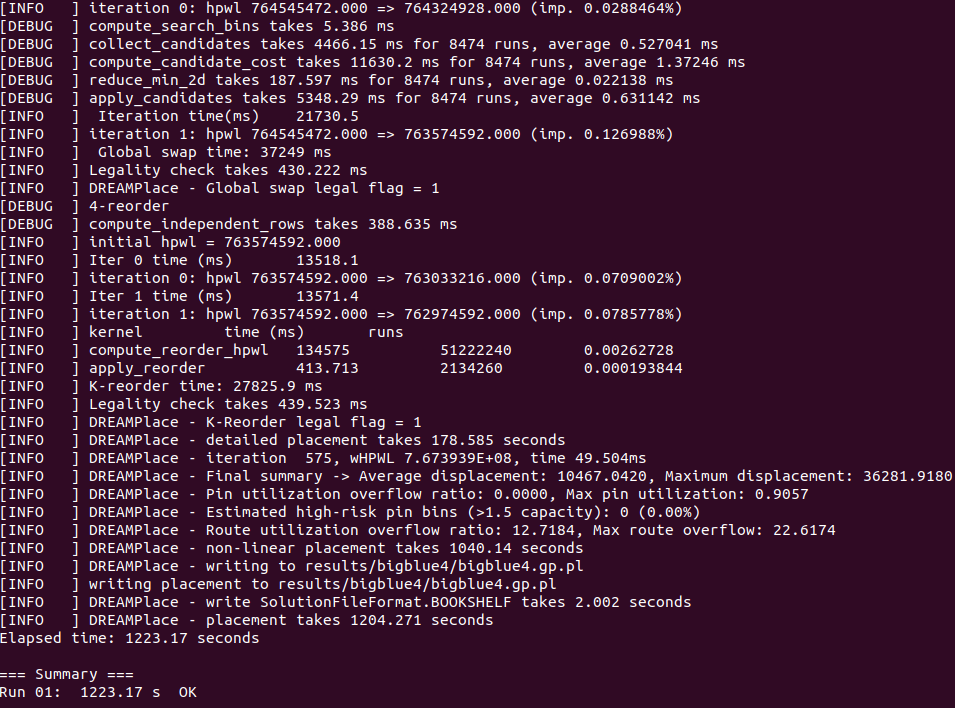 [INFO   ] iteration 0: hpwl 764545472.000 => 764324928.000 (imp. 0.0288464%)
[DEBUG  ] compute_search_bins takes 5.386 ms
[DEBUG  ] collect_candidates takes 4466.15 ms for 8474 runs, average 0.527041 ms
[DEBUG  ] compute_candidate_cost takes 11630.2 ms for 8474 runs, average 1.37246 ms
[DEBUG  ] reduce_min_2d takes 187.597 ms for 8474 runs, average 0.022138 ms
[DEBUG  ] apply_candidates takes 5348.29 ms for 8474 runs, average 0.631142 ms
[INFO   ]  Iteration time(ms)    21730.5
[INFO   ] iteration 1: hpwl 764545472.000 => 763574592.000 (imp. 0.126988%)
[INFO   ]  Global swap time: 37249 ms
[INFO   ] Legality check takes 430.222 ms
[INFO   ] DREAMPlace - Global swap legal flag = 1
[DEBUG  ] 4-reorder
[DEBUG  ] compute_independent_rows takes 388.635 ms
[INFO   ] initial hpwl = 763574592.000
[INFO   ] Iter 0 time (ms)       13518.1
[INFO   ] iteration 0: hpwl 763574592.000 => 763033216.000 (imp. 0.0709002%)
[INFO   ] Iter 1 time (ms)       13571.4
[INFO   ] iteration 1: hpwl 763574592.000 => 762974592.000 (imp. 0.0785778%)
[INFO   ] kernel         time (ms)       runs
[INFO   ] compute_reorder_hpwl   134575          51222240        0.00262728
[INFO   ] apply_reorder          413.713         2134260         0.000193844
[INFO   ] K-reorder time: 27825.9 ms
[INFO   ] Legality check takes 439.523 ms
[INFO   ] DREAMPlace - K-Reorder legal flag = 1
[INFO   ] DREAMPlace - detailed placement takes 178.585 seconds
[INFO   ] DREAMPlace - iteration  575, wHPWL 7.673939E+08, time 49.504ms
[INFO   ] DREAMPlace - Final summary -> Average displacement: 10467.0420, Maximum displacement: 36281.9180
[INFO   ] DREAMPlace - Pin utilization overflow ratio: 0.0000, Max pin utilization: 0.9057
[INFO   ] DREAMPlace - Estimated high-risk pin bins (>1.5 capacity): 0 (0.00%)
[INFO   ] DREAMPlace - Route utilization overflow ratio: 12.7184, Max route overflow: 22.6174
[INFO   ] DREAMPlace - non-linear placement takes 1040.14 seconds
[INFO   ] DREAMPlace - writing to results/bigblue4/bigblue4.gp.pl
[INFO   ] writing placement to results/bigblue4/bigblue4.gp.pl
[INFO   ] DREAMPlace - write SolutionFileFormat.BOOKSHELF takes 2.002 seconds
[INFO   ] DREAMPlace - placement takes 1204.271 seconds
Elapsed time: 1223.17 seconds
=== Summary ===
Run 01:  1223.17 s  OK